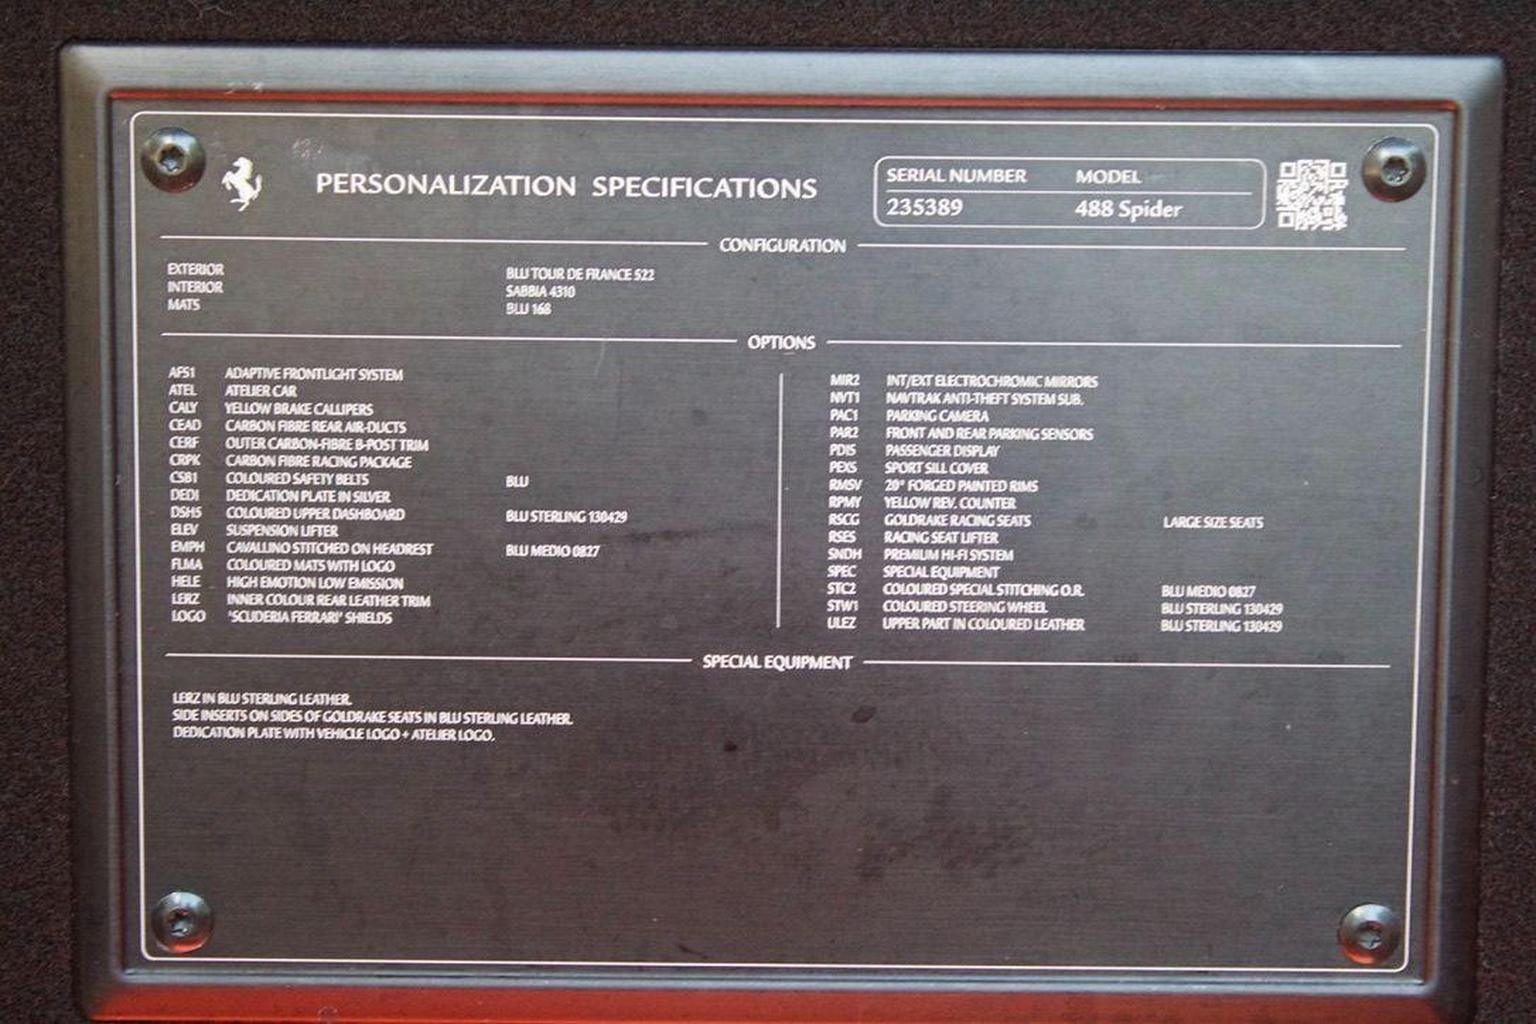 PERSONALIZATION SPECIFICATIONS
SERIAL NUMBER MODEL
235389 488 Spider
CONFIGURATION
EXTERIOR BLU TOUR DE FRANCE 522
INTERIOR SABBIA 4310
MATS BLU 168
OPTIONS
AFS1 ADAPTIVE FRONTLIGHT SYSTEM
ATEL ATELIER CAR
CALY YELLOW BRAKE CALLIPERS
CEAD CARBON FIBRE REAR AIR-DUCTS
CERF OUTER CARBON-FIBRE B-POST TRIM
CRPK CARBON FIBRE RACING PACKAGE
CSB1 COLOURED SAFETY BELTS BLU
DEDI DEDICATION PLATE IN SILVER
DSH5 COLOURED UPPER DASHBOARD BLU STERLING 130429
ELEV SUSPENSION LIFTER
EMPH CAVALLINO STITCHED ON HEADREST BLU MEDIO 0827
FLMA COLOURED MATS WITH LOGO
HELE HIGH EMOTION LOW EMISSION
LERZ INNER COLOUR REAR LEATHER TRIM
LOGO "SCUDERIA FERRARI" SHIELDS
MIR2 INT/EXT ELECTROCHROMIC MIRRORS
NVT1 NAVTRAK ANTI-THEFT SYSTEM SUB.
PAC1 PARKING CAMERA
PAR2 FRONT AND REAR PARKING SENSORS
PDIS PASSENGER DISPLAY
PEXS SPORT SILL COVER
RMSV 20" FORGED PAINTED RIMS
RPMY YELLOW REV. COUNTER
RSCG GOLDRAKE RACING SEATS LARGE SIZE SEATS
RSES RACING SEAT LIFTER
SNDH PREMIUM HI-FI SYSTEM
SPEC SPECIAL EQUIPMENT
STC2 COLOURED SPECIAL STITCHING O.R. BLU MEDIO 0827
STW1 COLOURED STEERING WHEEL BLU STERLING 130429
ULEZ UPPER PART IN COLOURED LEATHER BLU STERLING 130429
SPECIAL EQUIPMENT
LERZ IN BLU STERLING LEATHER.
SIDE INSERTS ON SIDES OF GOLDRAKE SEATS IN BLU STERLING LEATHER.
DEDICATION PLATE WITH VEHICLE LOGO + ATELIER LOGO.